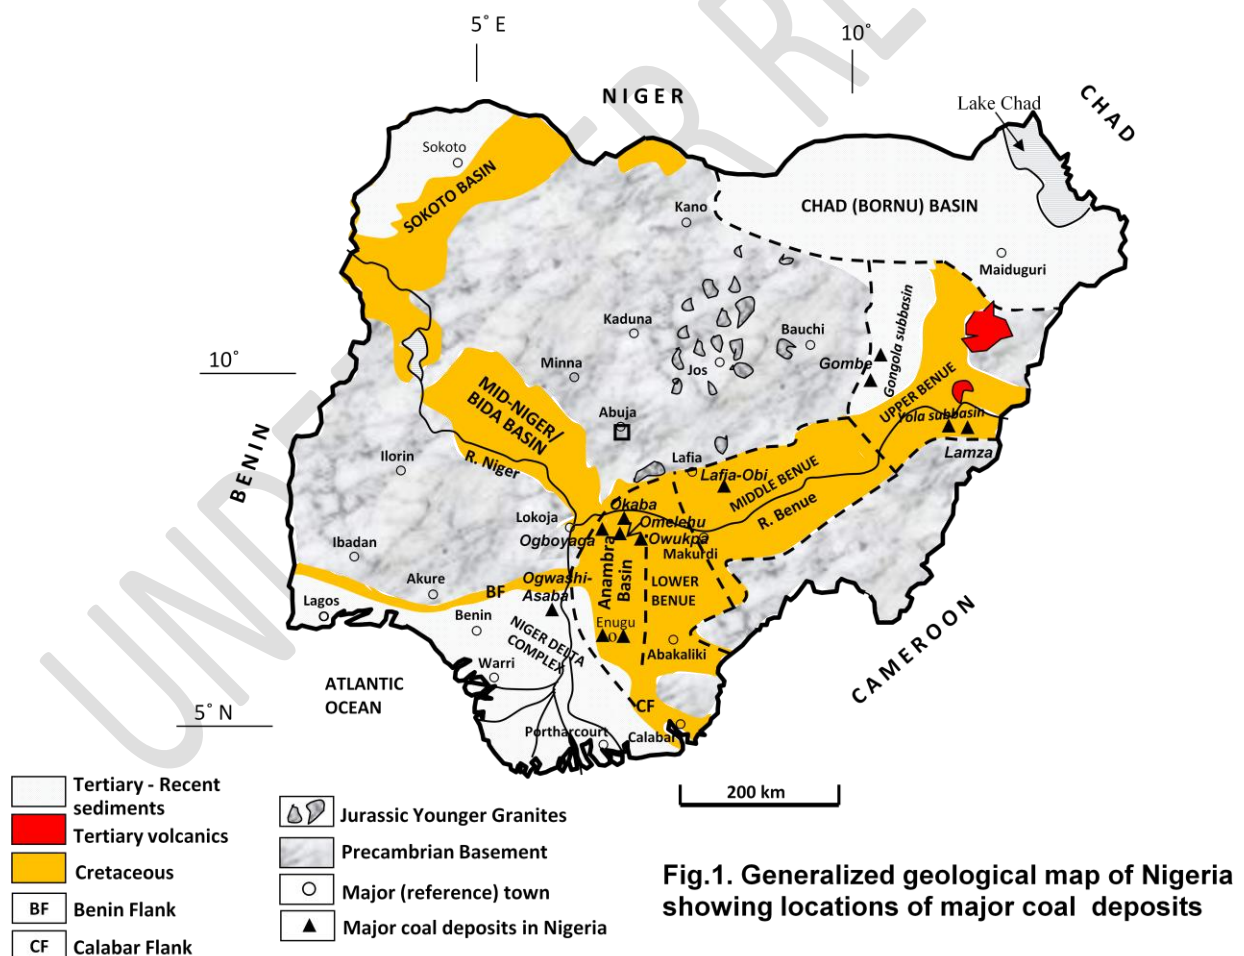 5° E
10°
NIGER
CHAD
Lake Chad
Sokoto
SOKOTO BASIN
Kano
CHAD (BORNU) BASIN
Maiduguri
Kaduna
Bauchi
Gongola subbasin
10°
Minna
Jos
Gombe
MID-NIGER/
BIDA BASIN
UPPER BENUE
Abuja
Yola subbasin
BENIN
Ilorin
R. Niger
Lafia
Lafia-Obi
MIDDLE BENUE
Lamza
R. Benue
Okaba
Lokoja
Omelehu
Ogboyaga
Owukpa
Makurdi
Ibadan
Anambra
Basin
Akure
BF
Ogwashi-
Asaba
LOWER
BENUE
Lagos
Benin
NIGER DELTA
COMPLEX
Enugu
Abakaliki
Warri
CAMEROON
ATLANTIC
OCEAN
CF
5° N
Portharcourt
Calabar
200 km
Tertiary - Recent
sediments
Tertiary volcanics
Cretaceous
BF Benin Flank
CF Calabar Flank
Jurassic Younger Granites
Precambrian Basement
Major (reference) town
Major coal deposits in Nigeria
Fig.1. Generalized geological map of Nigeria
showing locations of major coal deposits
UNDER RE